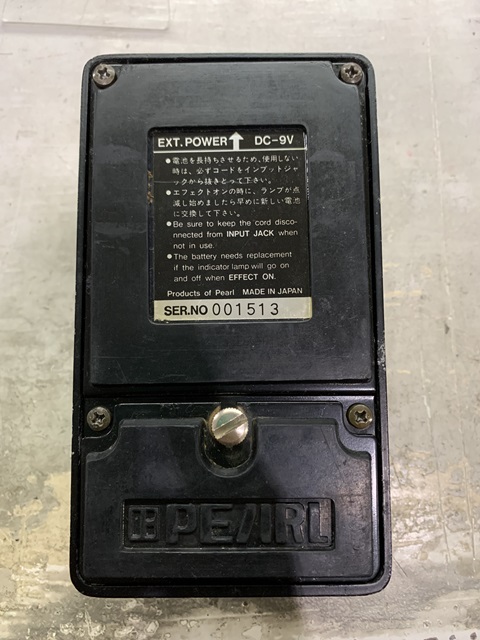 EXT. POWER ↑ DC-9V
●電池を長持ちさせるため、使用しない
時は、必ずコードをインプットジャ
ックから抜きとって下さい。
●エフェクトオンの時に、ランプが点
滅し始めましたら早めに新しい電池
に交換して下さい。
●Be sure to keep the cord disco-
nnected from INPUT JACK when
not in use.
●The battery needs replacement
if the indicator lamp will go on
and off when EFFECT ON.
Products of Pearl MADE IN JAPAN
SER.NO 001513
PEARL